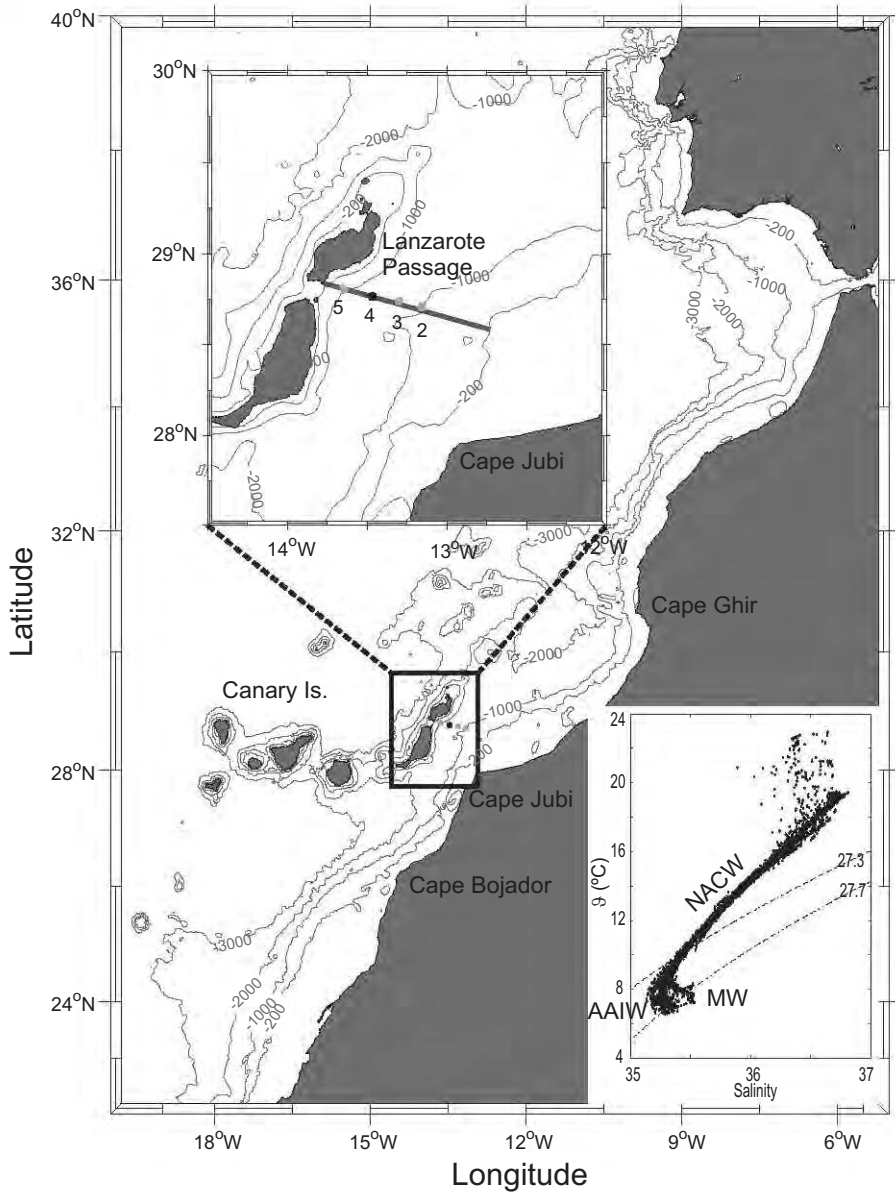 40°N
36°N
32°N
28°N
24°N
Latitude
18°W
15°W
12°W
9°W
6°W
Longitude
30°N
29°N
28°N
14°W
13°W
12°W
-1000
-2000
-200
-1000
Lanzarote
Passage
-1000
5
4
3
2
00
-200
-2000
Cape Jubi
-200
-1000
-2000
-3000
-3000
Cape Ghir
-2000
Canary Is.
-1000
-200
Cape Jubi
Cape Bojador
-3000
-2000
-1000
-200
24
20
16
12
8
4
ϑ (ºC)
27.3
27.7
NACW
AAIW
MW
35
36
37
Salinity